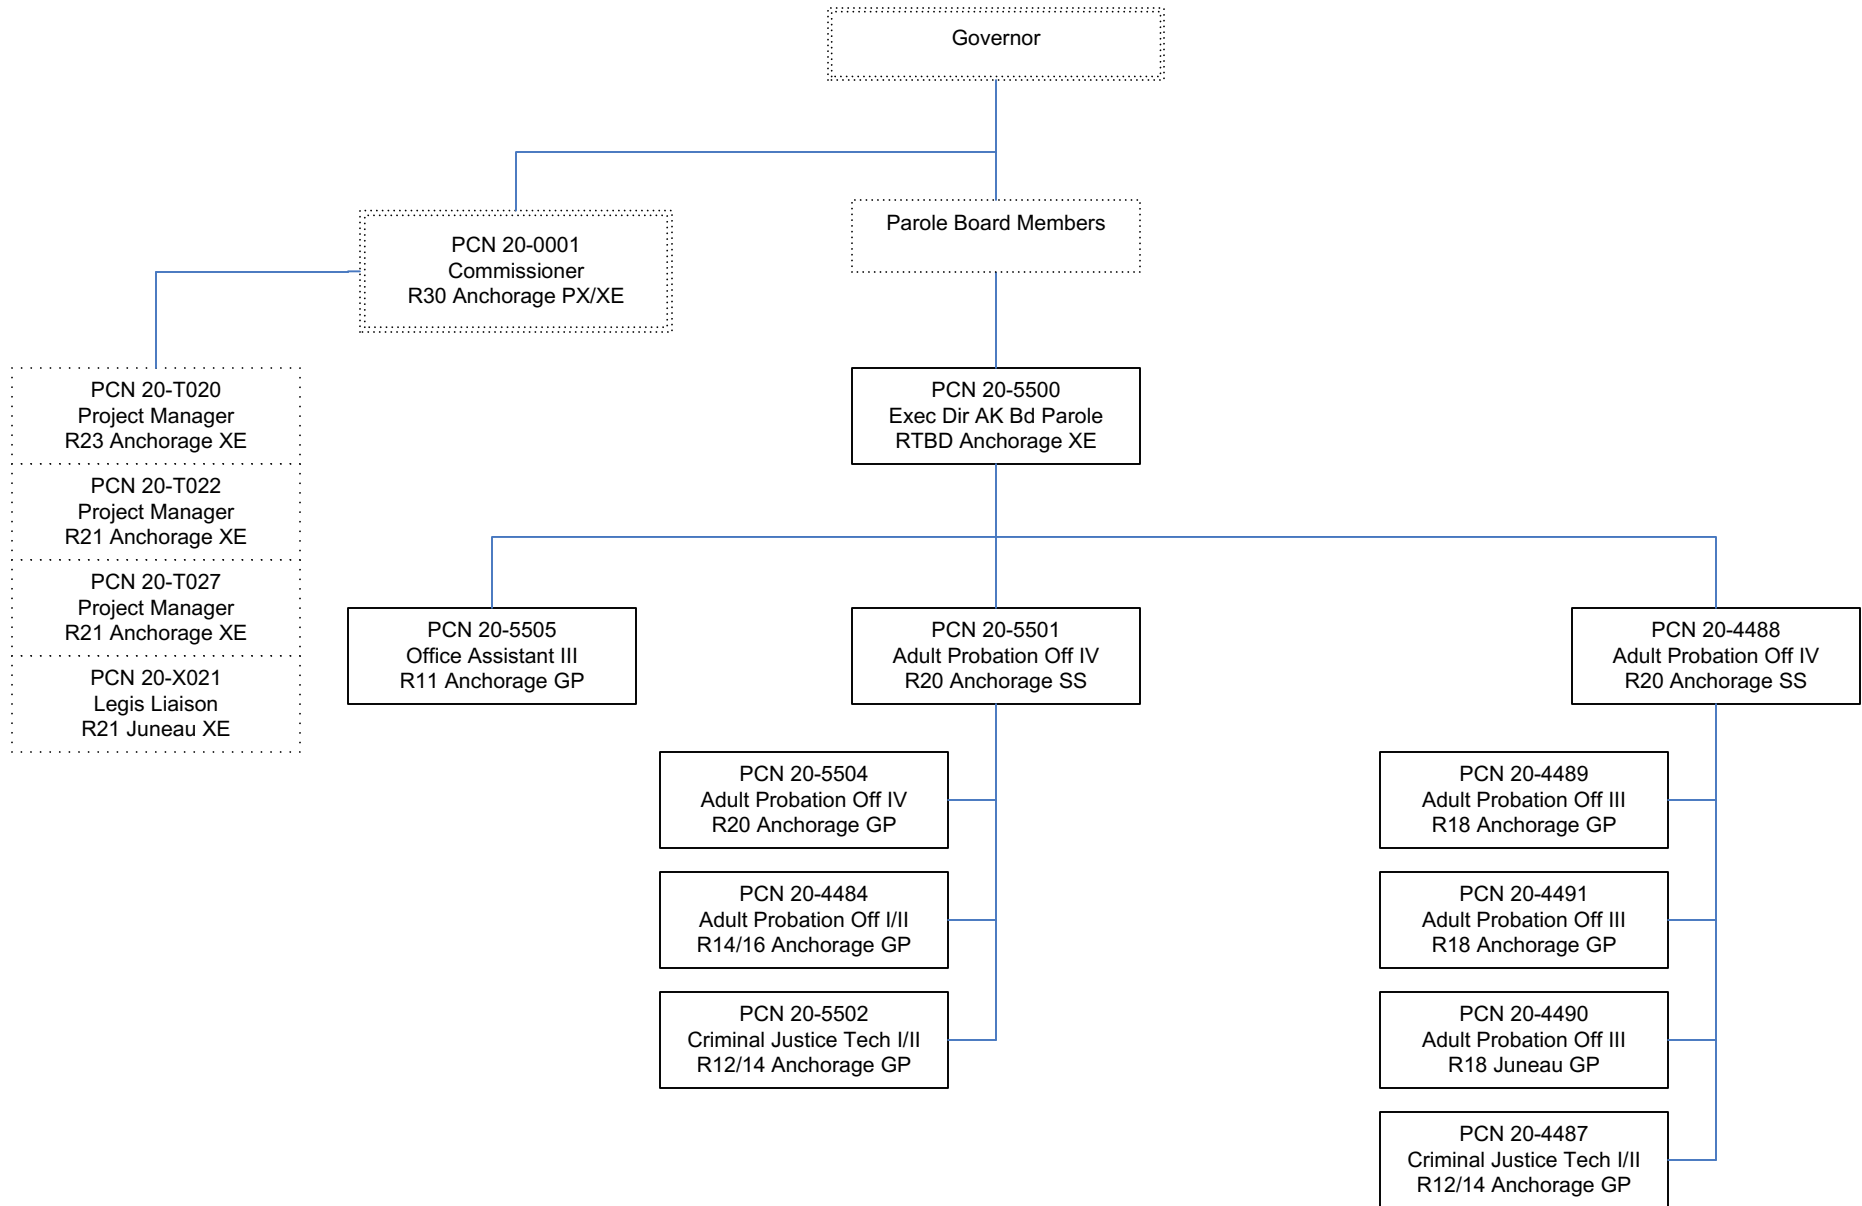 Governor
PCN 20-0001
Commissioner
R30 Anchorage PX/XE
Parole Board Members
PCN 20-T020
Project Manager
R23 Anchorage XE
PCN 20-T022
Project Manager
R21 Anchorage XE
PCN 20-T027
Project Manager
R21 Anchorage XE
PCN 20-X021
Legis Liaison
R21 Juneau XE
PCN 20-5500
Exec Dir AK Bd Parole
RTBD Anchorage XE
PCN 20-5505
Office Assistant III
R11 Anchorage GP
PCN 20-5501
Adult Probation Off IV
R20 Anchorage SS
PCN 20-4488
Adult Probation Off IV
R20 Anchorage SS
PCN 20-5504
Adult Probation Off IV
R20 Anchorage GP
PCN 20-4484
Adult Probation Off I/II
R14/16 Anchorage GP
PCN 20-5502
Criminal Justice Tech I/II
R12/14 Anchorage GP
PCN 20-4489
Adult Probation Off III
R18 Anchorage GP
PCN 20-4491
Adult Probation Off III
R18 Anchorage GP
PCN 20-4490
Adult Probation Off III
R18 Juneau GP
PCN 20-4487
Criminal Justice Tech I/II
R12/14 Anchorage GP